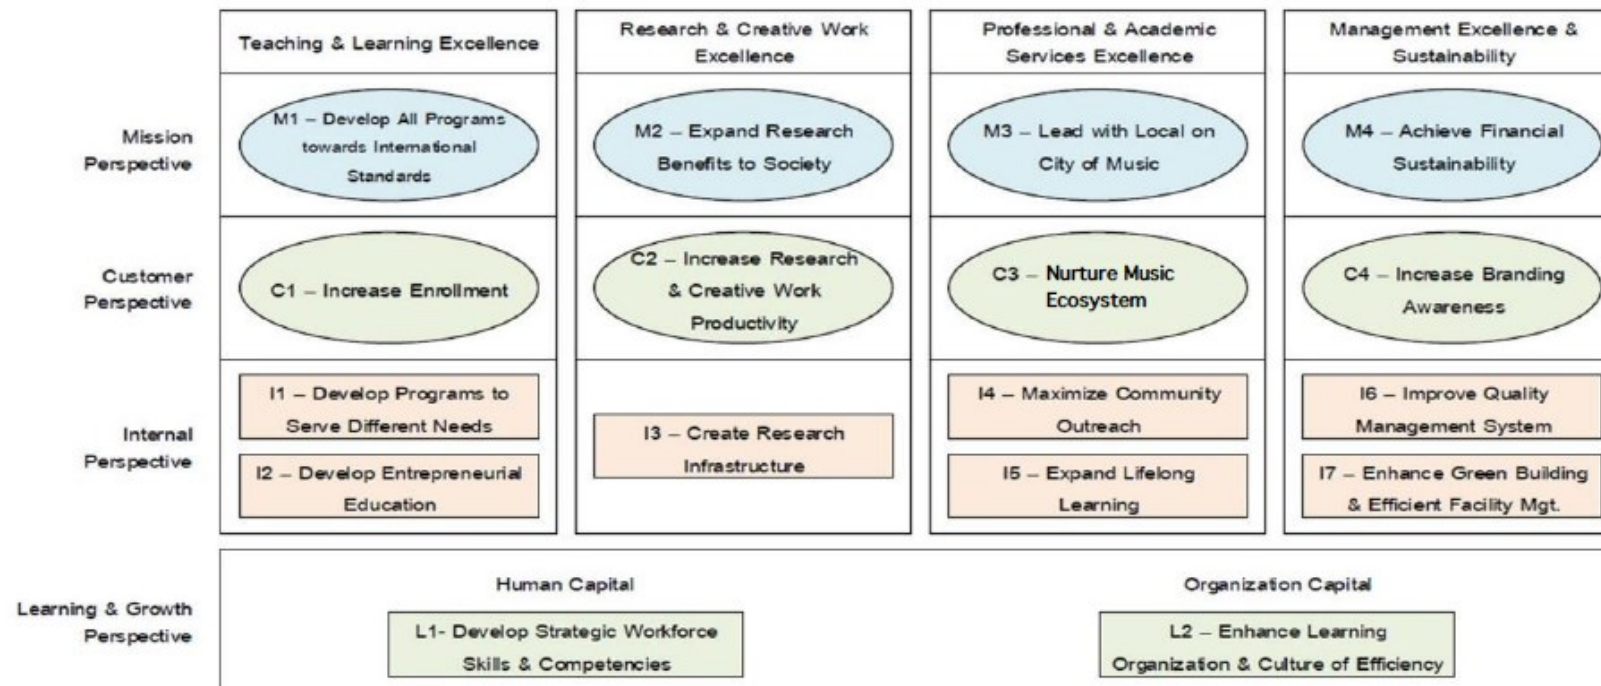 Teaching & Learning Excellence
Research & Creative Work
Excellence
Professional & Academic
Services Excellence
Management Excellence &
Sustainability
Mission
Perspective
M1 – Develop All Programs
towards International
Standards
M2 – Expand Research
Benefits to Society
M3 – Lead with Local on
City of Music
M4 – Achieve Financial
Sustainability
Customer
Perspective
C1 – Increase Enrollment
C2 – Increase Research
& Creative Work
Productivity
C3 – Nurture Music
Ecosystem
C4 – Increase Branding
Awareness
Internal
Perspective
I1 – Develop Programs to
Serve Different Needs
I2 – Develop Entrepreneurial
Education
I3 – Create Research
Infrastructure
I4 – Maximize Community
Outreach
I5 – Expand Lifelong
Learning
I6 – Improve Quality
Management System
I7 – Enhance Green Building
& Efficient Facility Mgt.
Learning & Growth
Perspective
Human Capital
L1- Develop Strategic Workforce
Skills & Competencies
Organization Capital
L2 – Enhance Learning
Organization & Culture of Efficiency